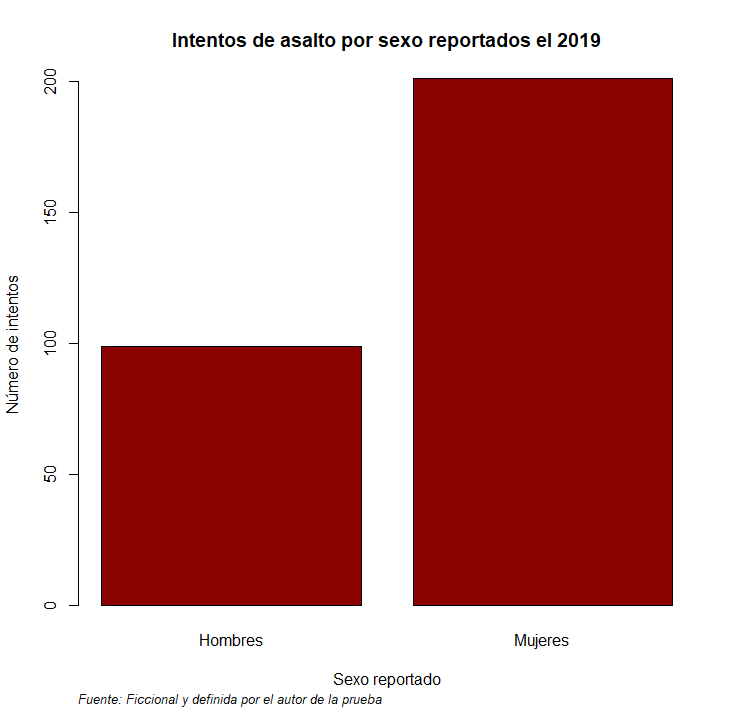 Intentos de asalto por sexo reportados el 2019
Número de intentos
200
150
100
50
0
Hombres
Mujeres
Sexo reportado
Fuente: Ficcional y definida por el autor de la prueba